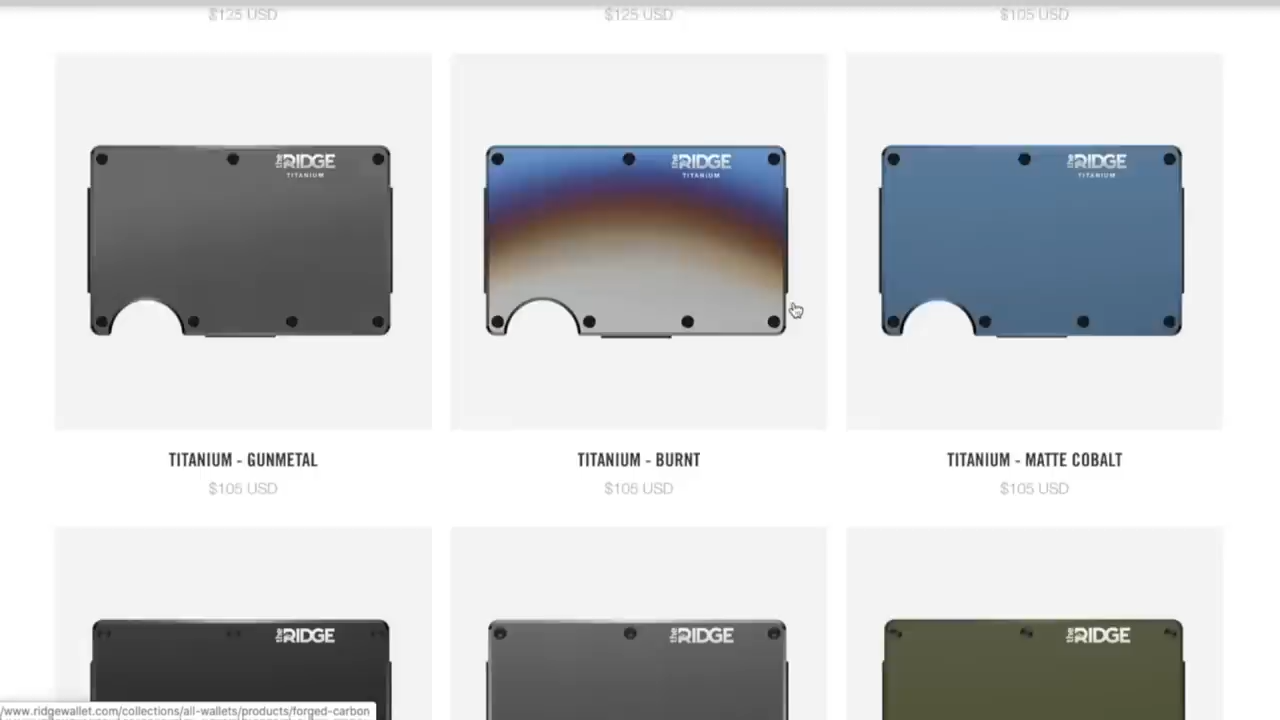 $125 USD
$125 USD
$105 USD
the RIDGE
TITANIUM
the RIDGE
TITANIUM
the RIDGE
TITANIUM
TITANIUM - GUNMETAL
TITANIUM - BURNT
TITANIUM - MATTE COBALT
$105 USD
$105 USD
$105 USD
the RIDGE
the RIDGE
the RIDGE
/www.ridgewallet.com/collections/all-wallets/products/forged-carbon